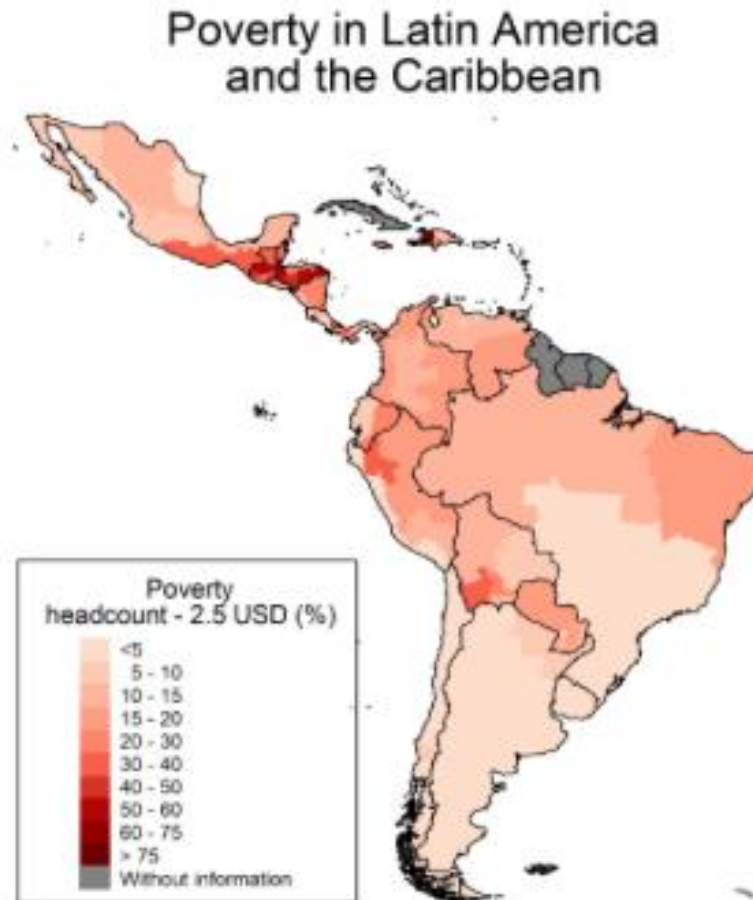 Poverty in Latin America
and the Caribbean
Poverty
headcount - 2.5 USD (%)
<5
5 - 10
10 - 15
15 - 20
20 - 30
30 - 40
40 - 50
50 - 60
60 - 75
> 75
Without information